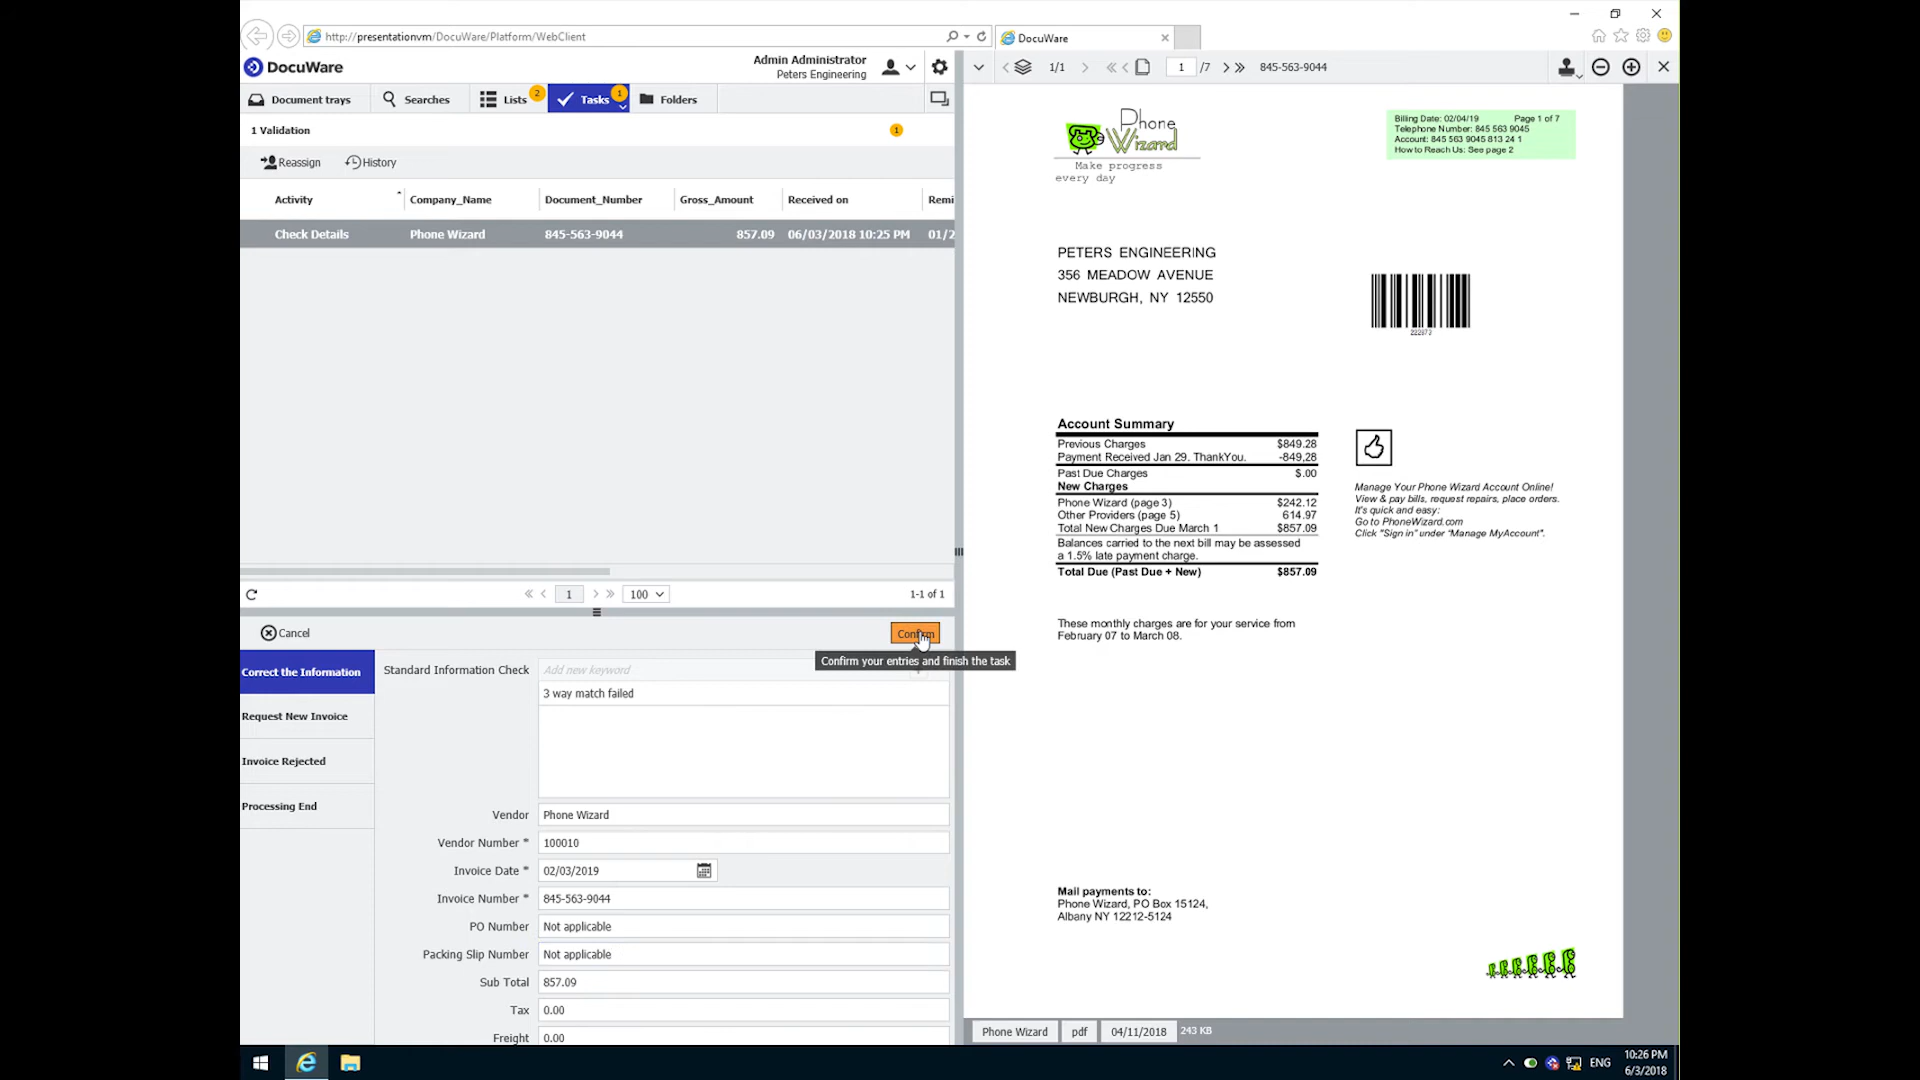 http://presentationvm/DocuWare/Platform/WebClient
DocuWare
DocuWare
Admin Administrator
Peters Engineering
Document trays
Searches
Lists
2
Tasks
1
Folders
1 Validation
1
Reassign
History
Activity
Company_Name
Document_Number
Gross_Amount
Received on
Remi
Check Details
Phone Wizard
845-563-9044
857.09
06/03/2018 10:25 PM
01/2
1
100
1-1 of 1
Cancel
Confirm
Confirm your entries and finish the task
Correct the Information
Request New Invoice
Invoice Rejected
Processing End
Standard Information Check
Add new keyword
3 way match failed
Vendor
Phone Wizard
Vendor Number *
100010
Invoice Date *
02/03/2019
Invoice Number *
845-563-9044
PO Number
Not applicable
Packing Slip Number
Not applicable
Sub Total
857.09
Tax
0.00
Freight
0.00
1/1
1
/7
845-563-9044
Phone
Wizard
Make progress
every day
Billing Date: 02/04/19 Page 1 of 7
Telephone Number: 845 563 9045
Account: 845 563 9045 813 24 1
How to Reach Us: See page 2
PETERS ENGINEERING
356 MEADOW AVENUE
NEWBURGH, NY 12550
Account Summary
Previous Charges $849.28
Payment Received Jan 29. ThankYou. -849,28
Past Due Charges $.00
New Charges
Phone Wizard (page 3) $242.12
Other Providers (page 5) 614.97
Total New Charges Due March 1 $857.09
Balances carried to the next bill may be assessed
a 1.5% late payment charge.
Total Due (Past Due + New) $857.09
Manage Your Phone Wizard Account Online!
View & pay bills, request repairs, place orders.
It's quick and easy:
Go to PhoneWizard.com
Click "Sign in" under "Manage MyAccount".
These monthly charges are for your service from
February 07 to March 08.
Mail payments to:
Phone Wizard, PO Box 15124,
Albany NY 12212-5124
Phone Wizard
pdf
04/11/2018
243 KB
ENG
10:26 PM
6/3/2018